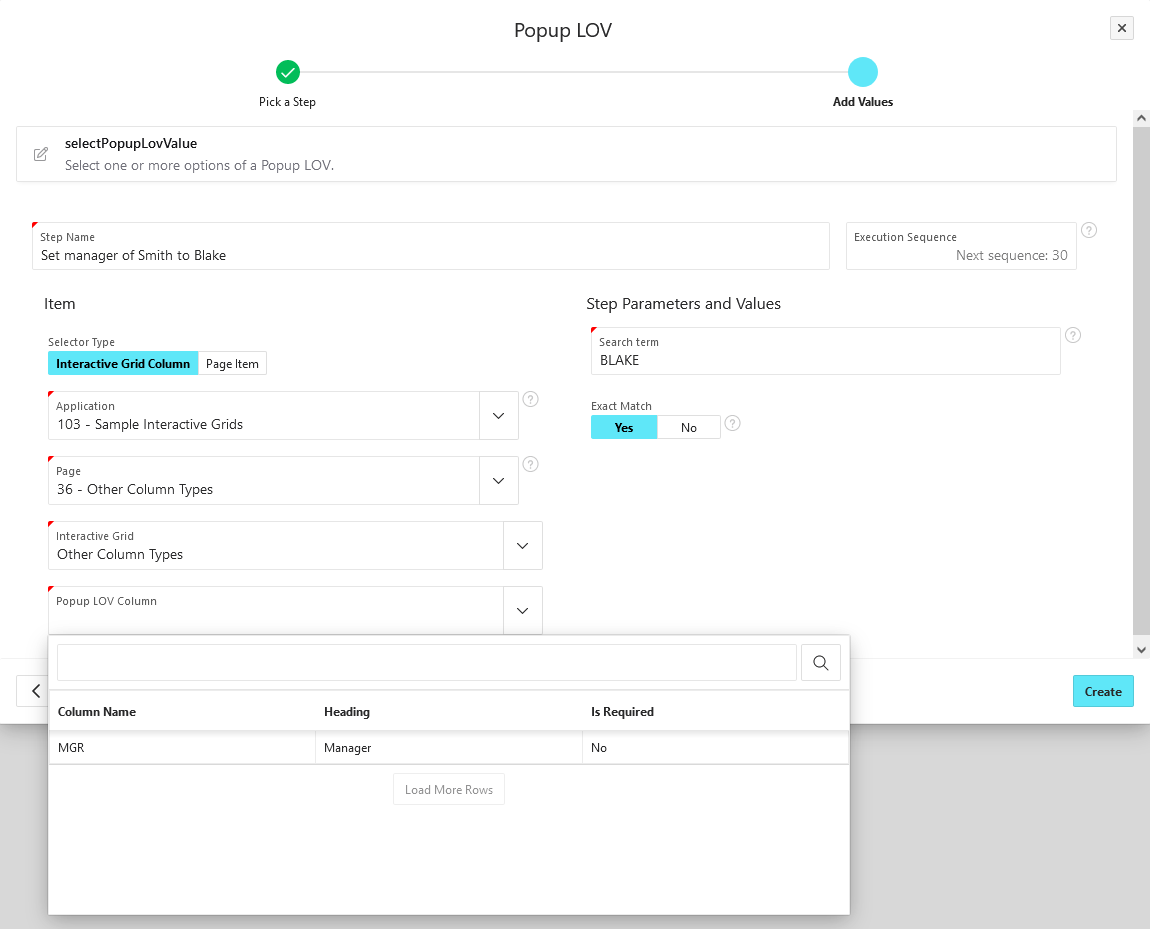 Popup LOV
Pick a Step
Add Values
selectPopupLovValue
Select one or more options of a Popup LOV.
Step Name
Set manager of Smith to Blake
Execution Sequence
Next sequence: 30
?
Item
Selector Type
Interactive Grid Column Page Item
Application
103 - Sample Interactive Grids
?
Page
36 - Other Column Types
?
Interactive Grid
Other Column Types
Popup LOV Column
Step Parameters and Values
Search term
BLAKE
?
Exact Match
Yes No
?
Column Name Heading Is Required
MGR Manager No
Load More Rows
Create